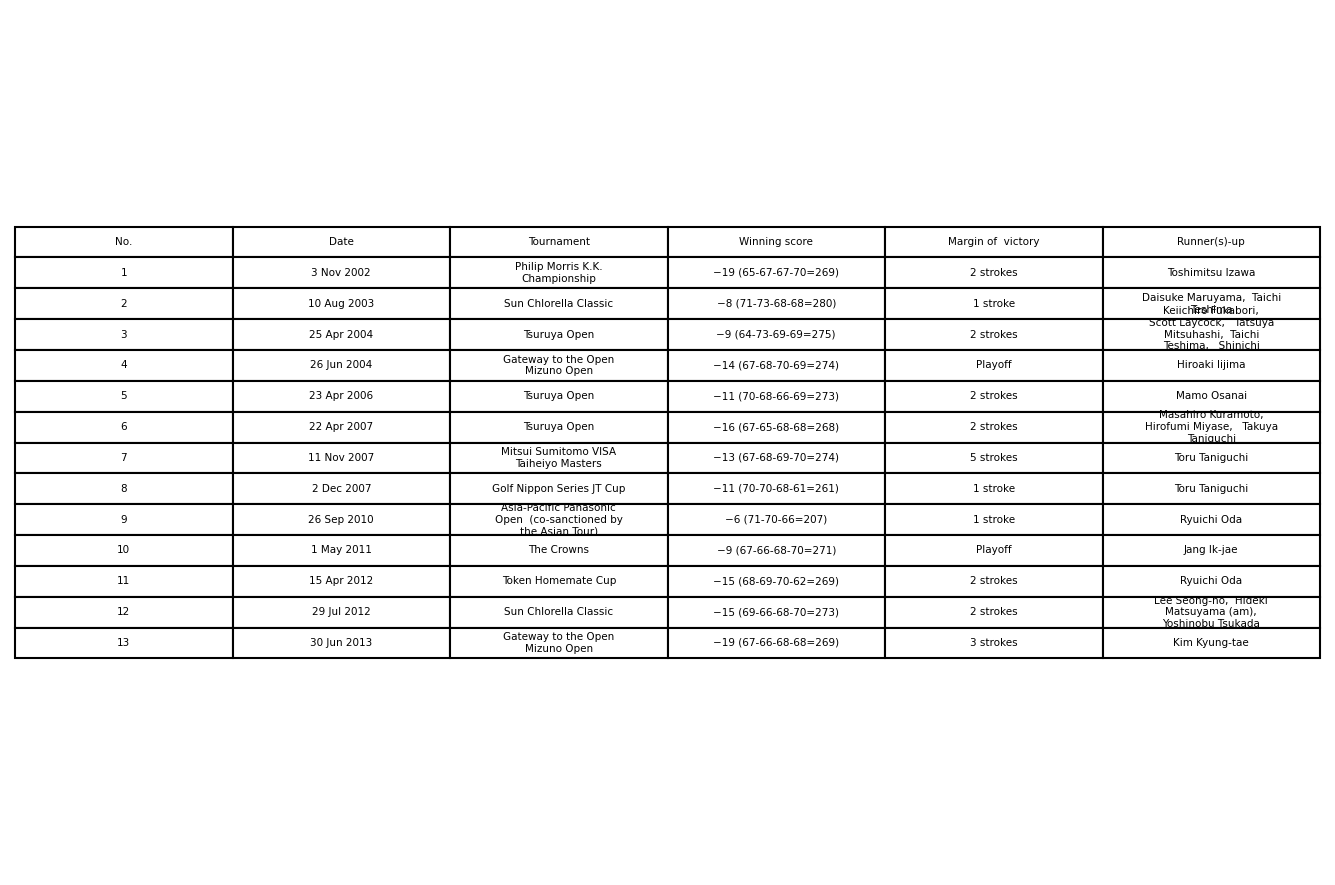 No. Date Tournament Winning score Margin of  victory Runner(s)-up
1 3 Nov 2002 Philip Morris K.K. Championship −19 (65-67-67-70=269) 2 strokes Toshimitsu Izawa
2 10 Aug 2003 Sun Chlorella Classic −8 (71-73-68-68=280) 1 stroke Daisuke Maruyama,  Taichi Teshima
3 25 Apr 2004 Tsuruya Open −9 (64-73-69-69=275) 2 strokes Keiichiro Fukabori, Scott Laycock,   Tatsuya Mitsuhashi,  Taichi Teshima,   Shinichi
4 26 Jun 2004 Gateway to the Open Mizuno Open −14 (67-68-70-69=274) Playoff Hiroaki Iijima
5 23 Apr 2006 Tsuruya Open −11 (70-68-66-69=273) 2 strokes Mamo Osanai
6 22 Apr 2007 Tsuruya Open −16 (67-65-68-68=268) 2 strokes Masahiro Kuramoto, Hirofumi Miyase,   Takuya Taniguchi
7 11 Nov 2007 Mitsui Sumitomo VISA Taiheiyo Masters −13 (67-68-69-70=274) 5 strokes Toru Taniguchi
8 2 Dec 2007 Golf Nippon Series JT Cup −11 (70-70-68-61=261) 1 stroke Toru Taniguchi
9 26 Sep 2010 Asia-Pacific Panasonic Open  (co-sanctioned by the Asian Tour) −6 (71-70-66=207) 1 stroke Ryuichi Oda
10 1 May 2011 The Crowns −9 (67-66-68-70=271) Playoff Jang Ik-jae
11 15 Apr 2012 Token Homemate Cup −15 (68-69-70-62=269) 2 strokes Ryuichi Oda
12 29 Jul 2012 Sun Chlorella Classic −15 (69-66-68-70=273) 2 strokes Lee Seong-ho,  Hideki Matsuyama (am), Yoshinobu Tsukada
13 30 Jun 2013 Gateway to the Open Mizuno Open −19 (67-66-68-68=269) 3 strokes Kim Kyung-tae